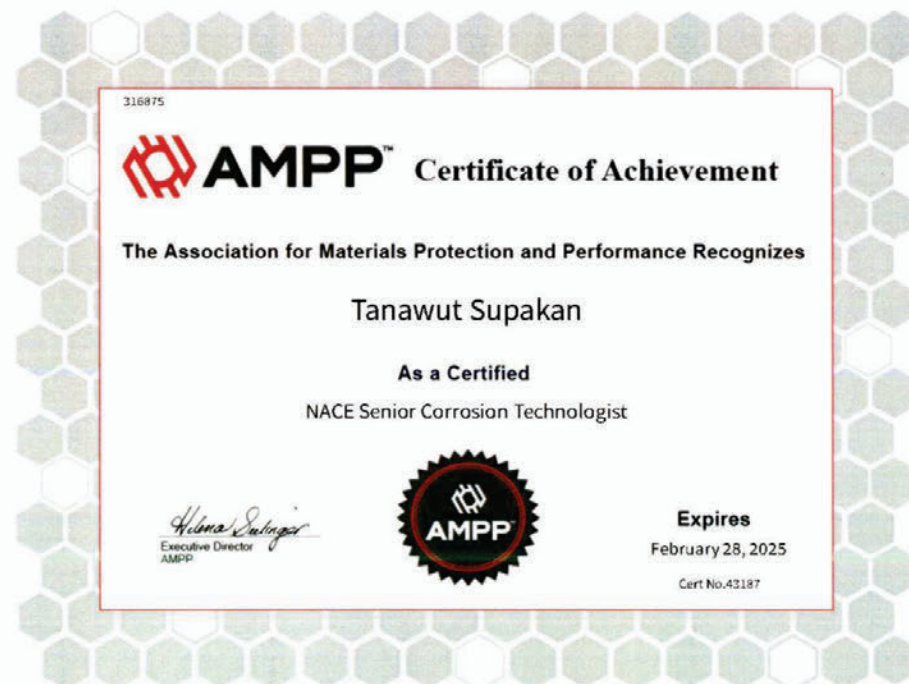 316875
AMPP™ Certificate of Achievement
The Association for Materials Protection and Performance Recognizes
Tanawut Supakan
As a Certified
NACE Senior Corrosion Technologist
AMPP™
Executive Director
AMPP
Expires
February 28, 2025
Cert No.43187